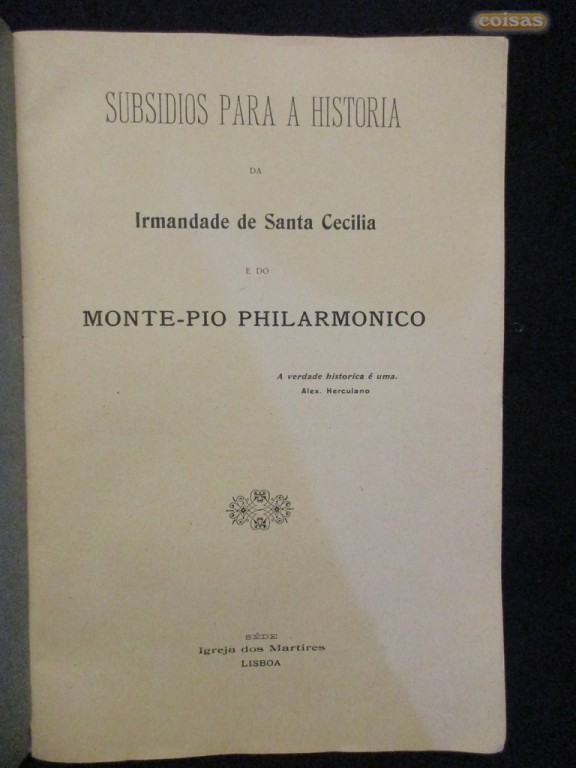 coisas
SUBSIDIOS PARA A HISTORIA
DA
Irmandade de Santa Cecilia
E DO
MONTE-PIO PHILARMONICO
A verdade historica é uma.
Alex. Herculano
SÉDE
Igreja dos Martires
LISBOA